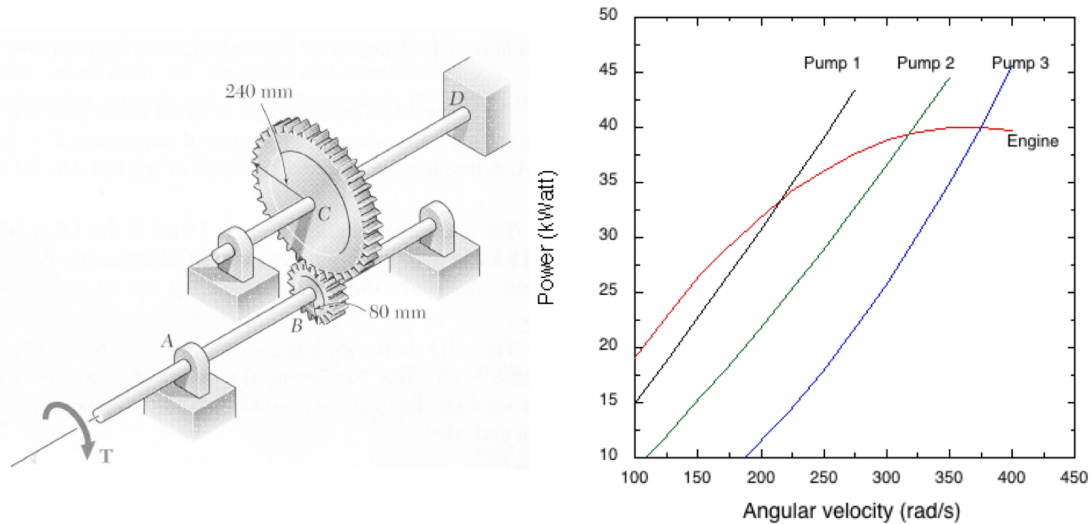 240 mm
D
C
B
80 mm
A
T
50
45
40
35
30
25
20
15
10
Power (kWatt)
Pump 1
Pump 2
Pump 3
Engine
100 150 200 250 300 350 400 450
Angular velocity (rad/s)